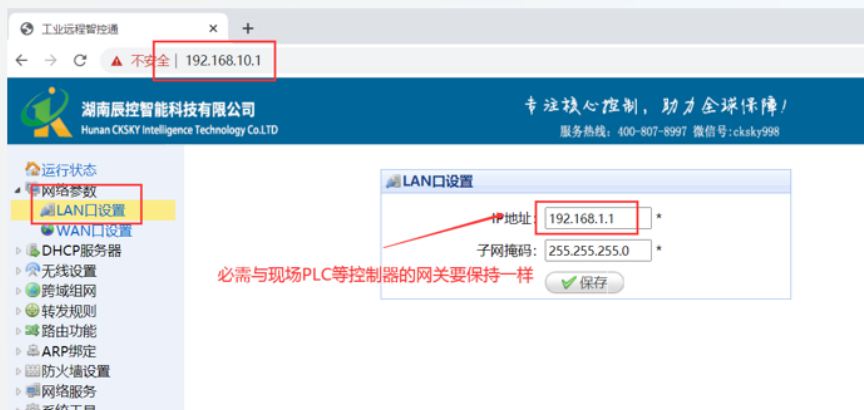 工业远程智控通
不安全 | 192.168.10.1
湖南辰控智能科技有限公司
Hunan CKSKY Intelligence Technology Co.LTD
专注核心控制，助力全球保障！
服务热线：400-807-8997 微信号:cksky998
运行状态
网络参数
LAN口设置
WAN口设置
DHCP服务器
无线设置
跨域组网
转发规则
路由功能
ARP绑定
防火墙设置
网络服务
系统工具
LAN口设置
IP地址： 192.168.1.1 *
子网掩码： 255.255.255.0 *
必需与现场PLC等控制器的网关要保持一样
保存